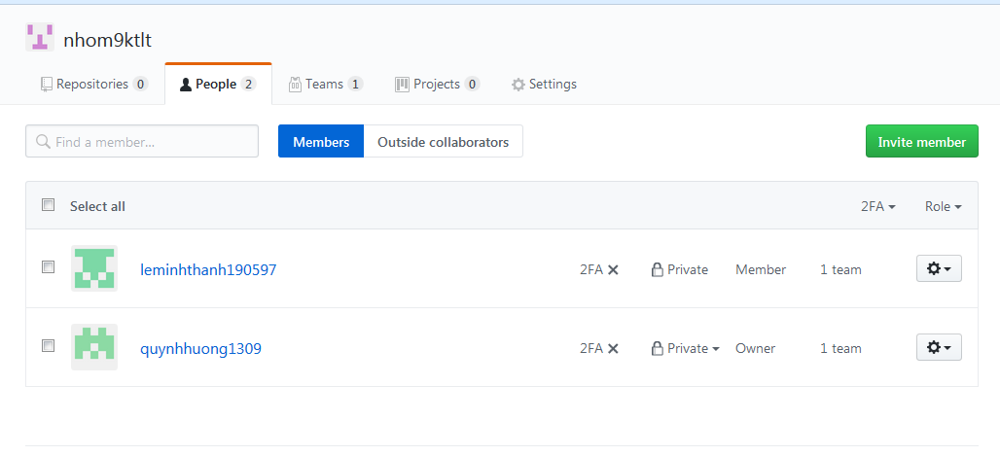 nhom9ktlt
Repositories 0 People 2 Teams 1 Projects 0 Settings
Find a member... Members Outside collaborators Invite member
Select all 2FA Role
leminhthanh190597 2FA Private Member 1 team
quynhhuong1309 2FA Private Owner 1 team